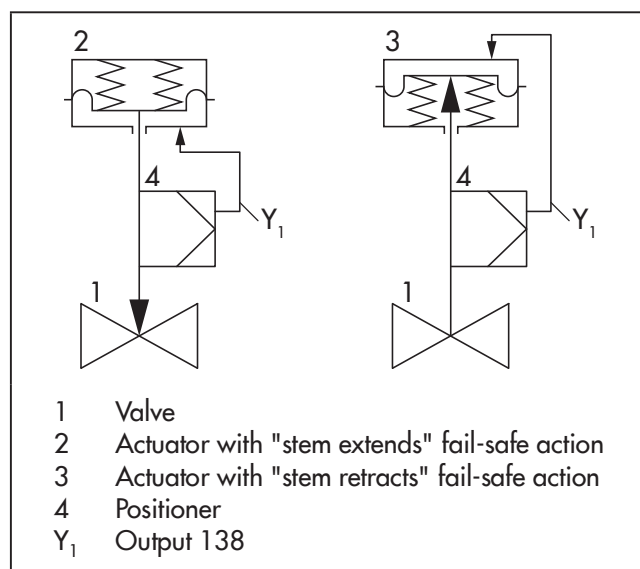 2
3
4
4
Y₁
Y₁
1
1
1 Valve
2 Actuator with "stem extends" fail-safe action
3 Actuator with "stem retracts" fail-safe action
4 Positioner
Y₁ Output 138